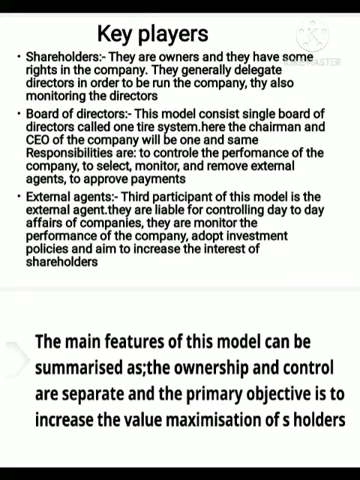 Key players
• Shareholders:- They are owners and they have some
rights in the company. They generally delegate
directors in order to be run the company, thy also
monitoring the directors
• Board of directors:- This model consist single board of
directors called one tire system.here the chairman and
CEO of the company will be one and same
Responsibilities are: to controle the perfomance of the
company, to select, monitor, and remove external
agents, to approve payments
• External agents:- Third participant of this model is the
external agent.they are liable for controlling day to day
affairs of companies, they are monitor the
performance of the company, adopt investment
policies and aim to increase the interest of
shareholders
The main features of this model can be
summarised as;the ownership and control
are separate and the primary objective is to
increase the value maximisation of s holders